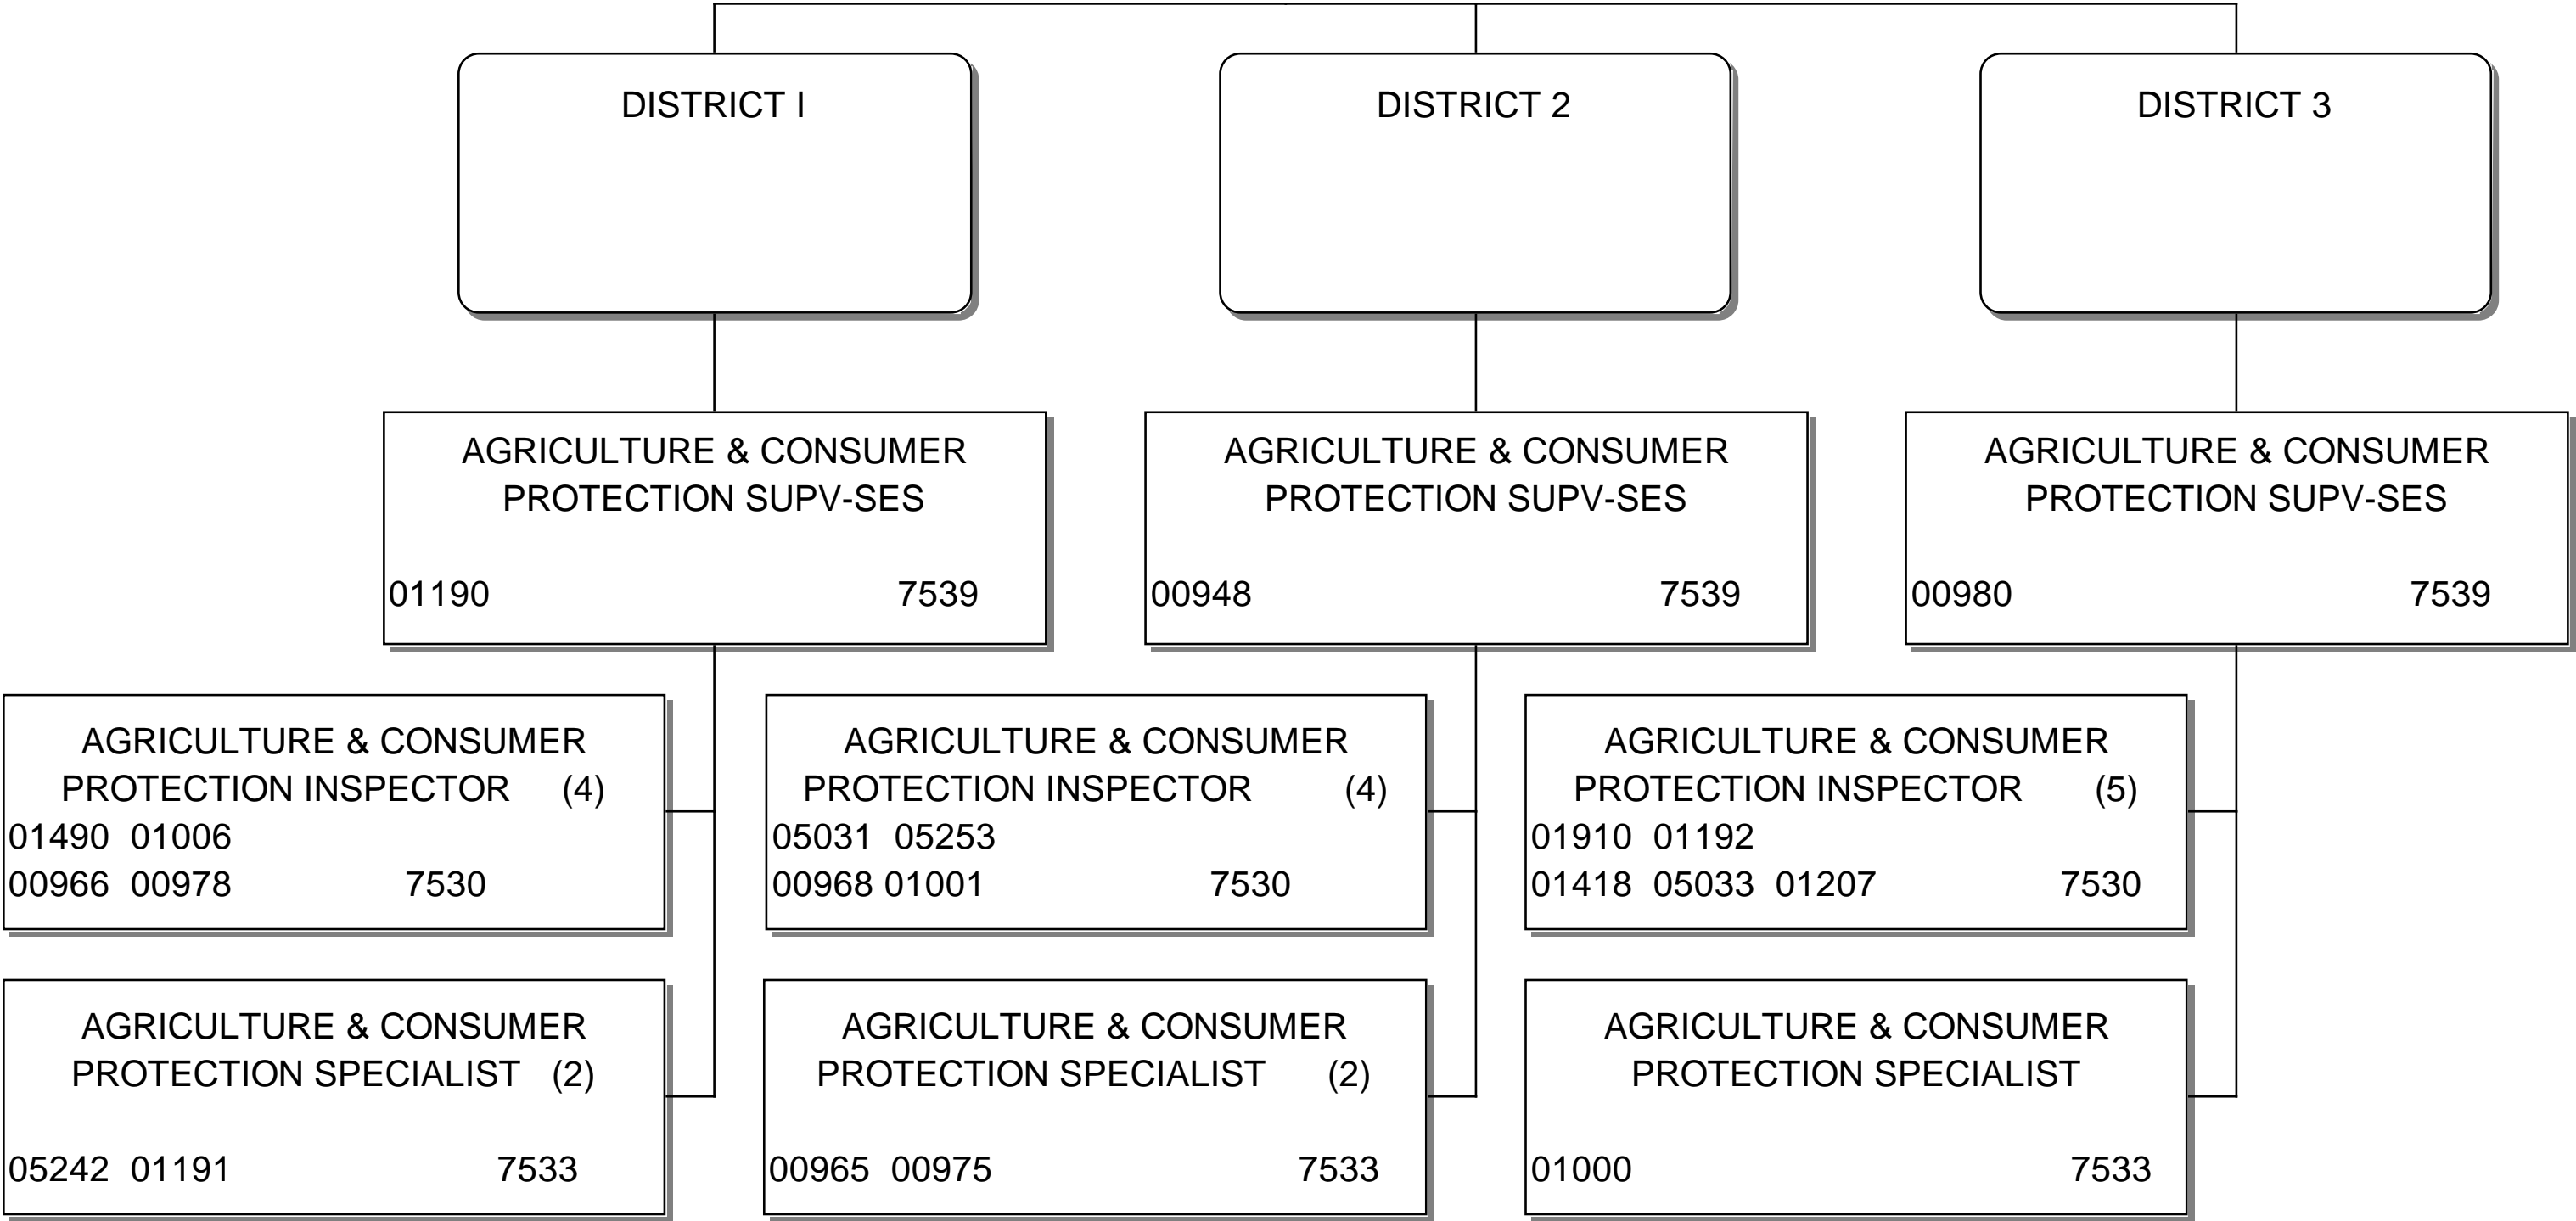 DISTRICT I
DISTRICT 2
DISTRICT 3
AGRICULTURE & CONSUMER
PROTECTION SUPV-SES
01190 7539
AGRICULTURE & CONSUMER
PROTECTION SUPV-SES
00948 7539
AGRICULTURE & CONSUMER
PROTECTION SUPV-SES
00980 7539
AGRICULTURE & CONSUMER
PROTECTION INSPECTOR (4)
01490 01006
00966 00978 7530
AGRICULTURE & CONSUMER
PROTECTION INSPECTOR (4)
05031 05253
00968 01001 7530
AGRICULTURE & CONSUMER
PROTECTION INSPECTOR (5)
01910 01192
01418 05033 01207 7530
AGRICULTURE & CONSUMER
PROTECTION SPECIALIST (2)
05242 01191 7533
AGRICULTURE & CONSUMER
PROTECTION SPECIALIST (2)
00965 00975 7533
AGRICULTURE & CONSUMER
PROTECTION SPECIALIST
01000 7533